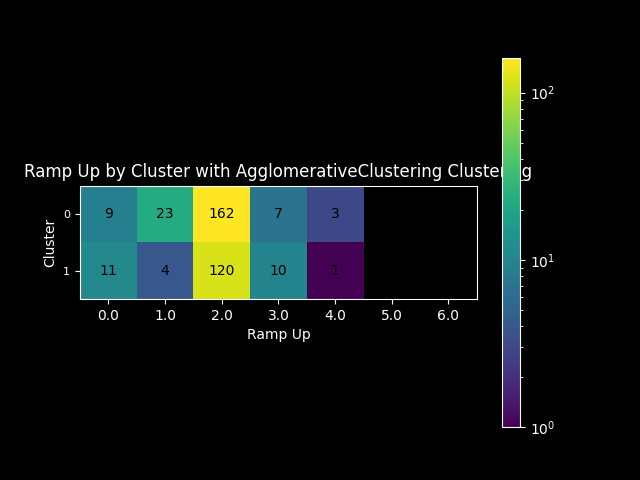 Ramp Up by Cluster with AgglomerativeClustering Clustering
Cluster
0 9 23 162 7 3
1 11 4 120 10 1
0.0 1.0 2.0 3.0 4.0 5.0 6.0
Ramp Up
10²
10¹
10⁰